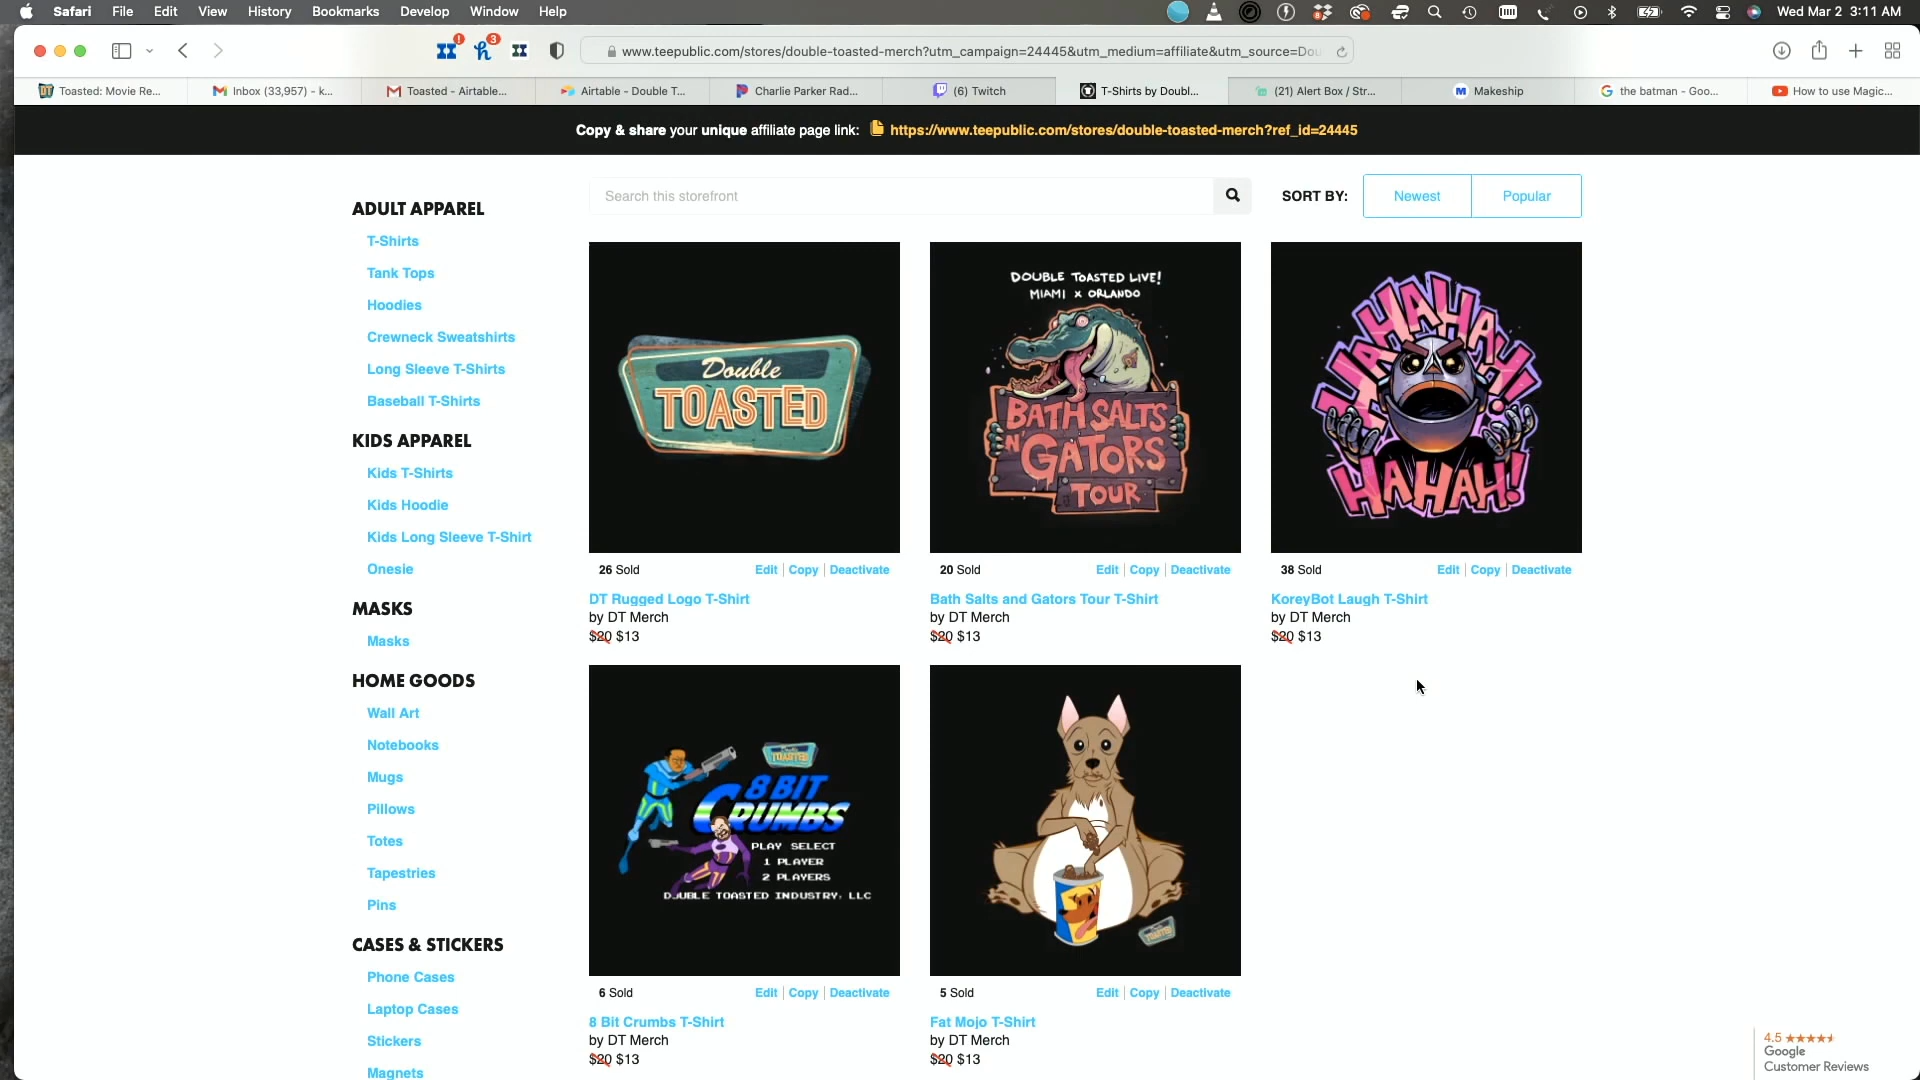 Safari File Edit View History Bookmarks Develop Window Help Wed Mar 2 3:11 AM
www.teepublic.com/stores/double-toasted-merch?utm_campaign=24445&utm_medium=affiliate&utm_source=Dou
Toasted: Movie Re... Inbox (33,957) - k... Toasted - Airtable... Airtable - Double T... Charlie Parker Rad... (6) Twitch T-Shirts by Doubl... (21) Alert Box / Str... Makeship the batman - Goo... How to use Magic...
Copy & share your unique affiliate page link: https://www.teepublic.com/stores/double-toasted-merch?ref_id=24445
Search this storefront
SORT BY: Newest Popular
ADULT APPAREL
T-Shirts
Tank Tops
Hoodies
Crewneck Sweatshirts
Long Sleeve T-Shirts
Baseball T-Shirts
KIDS APPAREL
Kids T-Shirts
Kids Hoodie
Kids Long Sleeve T-Shirt
Onesie
MASKS
Masks
HOME GOODS
Wall Art
Notebooks
Mugs
Pillows
Totes
Tapestries
Pins
CASES & STICKERS
Phone Cases
Laptop Cases
Stickers
Magnets
Double
TOASTED
26 Sold Edit Copy Deactivate
DT Rugged Logo T-Shirt
by DT Merch
$20 $13
DOUBLE TOASTED LIVE!
MIAMI x ORLANDO
BATH SALTS
N' GATORS
TOUR
20 Sold Edit Copy Deactivate
Bath Salts and Gators Tour T-Shirt
by DT Merch
$20 $13
HAHAHAHAHAH!
HAHAH!
38 Sold Edit Copy Deactivate
KoreyBot Laugh T-Shirt
by DT Merch
$20 $13
TOASTED
8 BIT
CRUMBS
PLAY SELECT
1 PLAYER
2 PLAYERS
DOUBLE TOASTED INDUSTRY, LLC
6 Sold Edit Copy Deactivate
8 Bit Crumbs T-Shirt
by DT Merch
$20 $13
TOASTED
5 Sold Edit Copy Deactivate
Fat Mojo T-Shirt
by DT Merch
$20 $13
4.5
Google
Customer Reviews